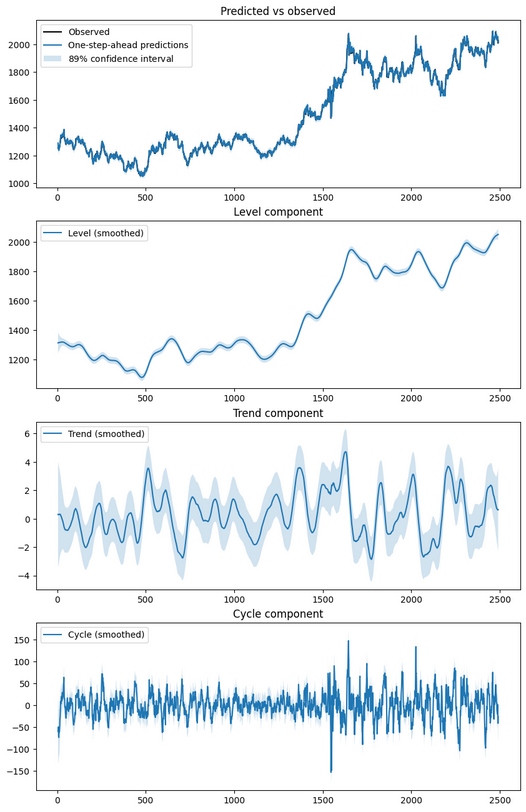 Predicted vs observed
Observed
One-step-ahead predictions
89% confidence interval
2000
1800
1600
1400
1200
1000
0 500 1000 1500 2000 2500
Level component
Level (smoothed)
2000
1800
1600
1400
1200
0 500 1000 1500 2000 2500
Trend component
Trend (smoothed)
6
4
2
0
−2
−4
0 500 1000 1500 2000 2500
Cycle component
Cycle (smoothed)
150
100
50
0
−50
−100
−150
0 500 1000 1500 2000 2500